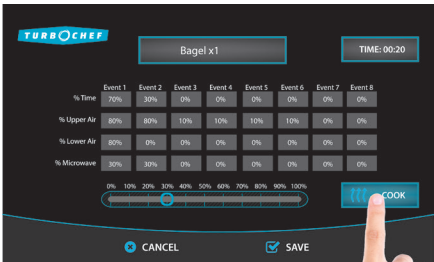 TURBOCHEF
Bagel x1
TIME: 00:20
Event 1 Event 2 Event 3 Event 4 Event 5 Event 6 Event 7 Event 8
% Time 70% 30% 0% 0% 0% 0% 0% 0%
% Upper Air 80% 80% 10% 10% 10% 10% 0% 0%
% Lower Air 80% 0% 0% 0% 0% 0% 0% 0%
% Microwave 30% 30% 0% 0% 0% 0% 0% 0%
0% 10% 20% 30% 40% 50% 60% 70% 80% 90% 100%
COOK
CANCEL SAVE